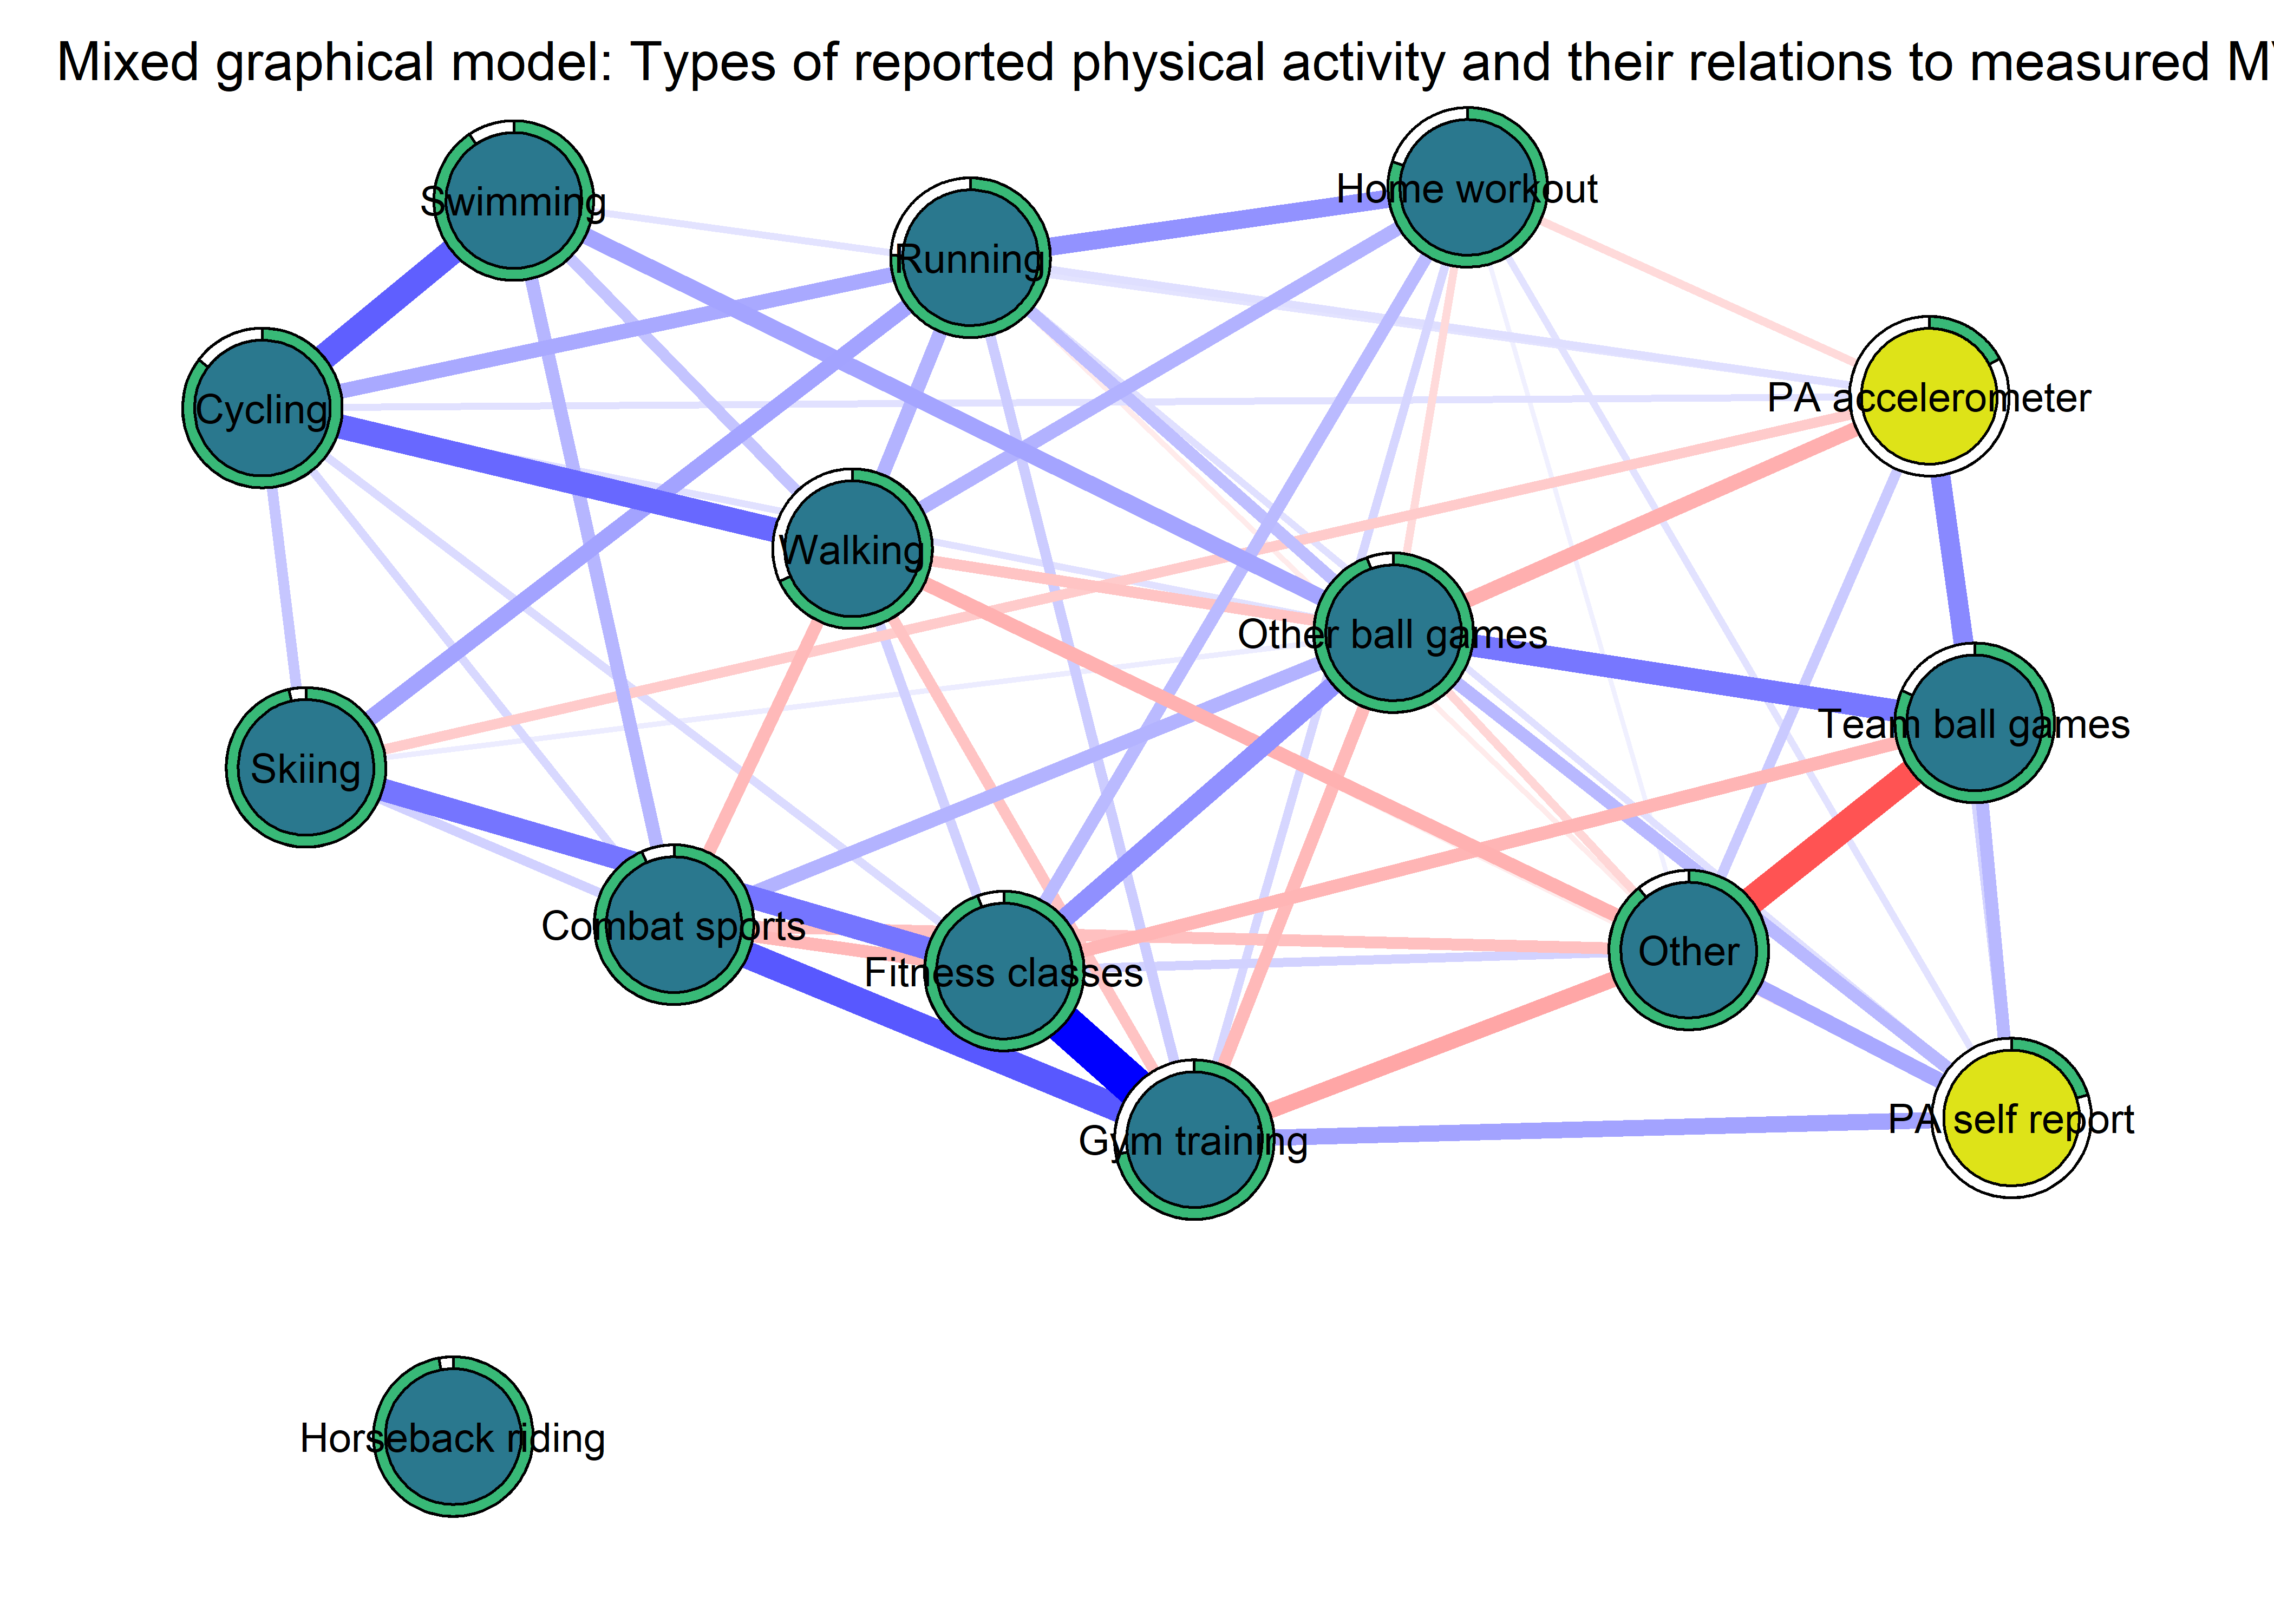 Mixed graphical model: Types of reported physical activity and their relations to measured M
Swimming
Home workout
Running
PA accelerometer
Cycling
Walking
Other ball games
Team ball games
Skiing
Combat sports
Other
Fitness classes
PA self report
Gym training
Horseback riding